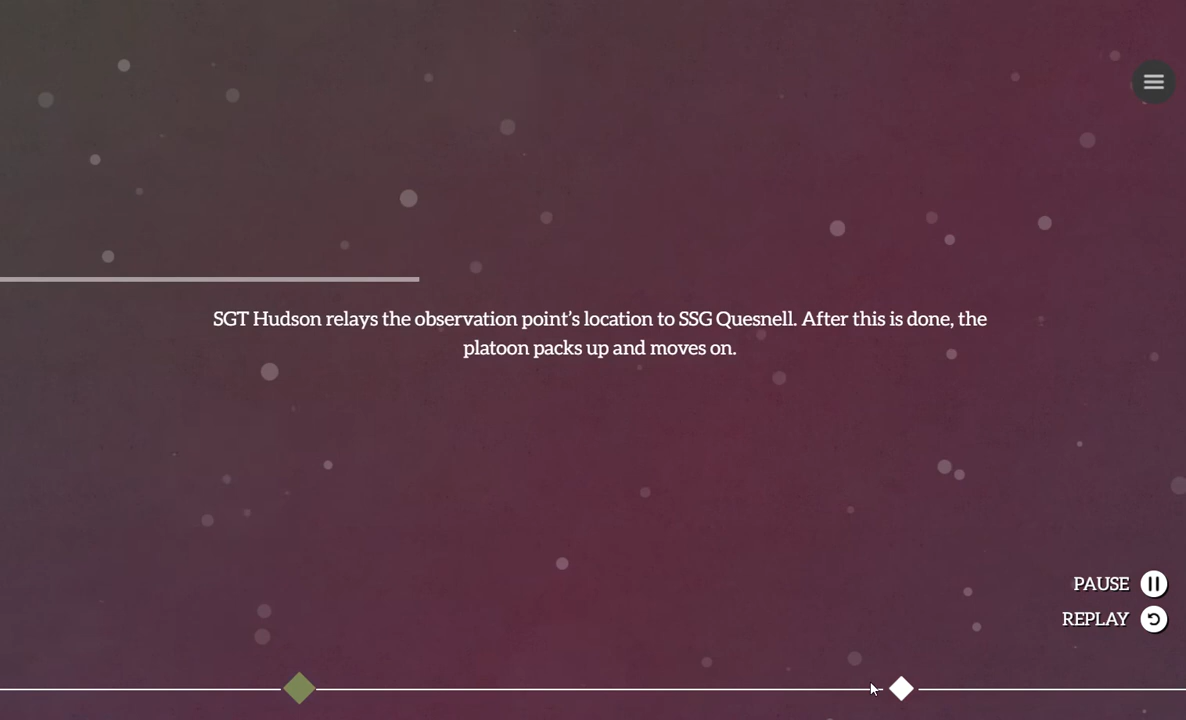 SGT Hudson relays the observation point’s location to SSG Quesnell. After this is done, the
platoon packs up and moves on.
PAUSE
REPLAY